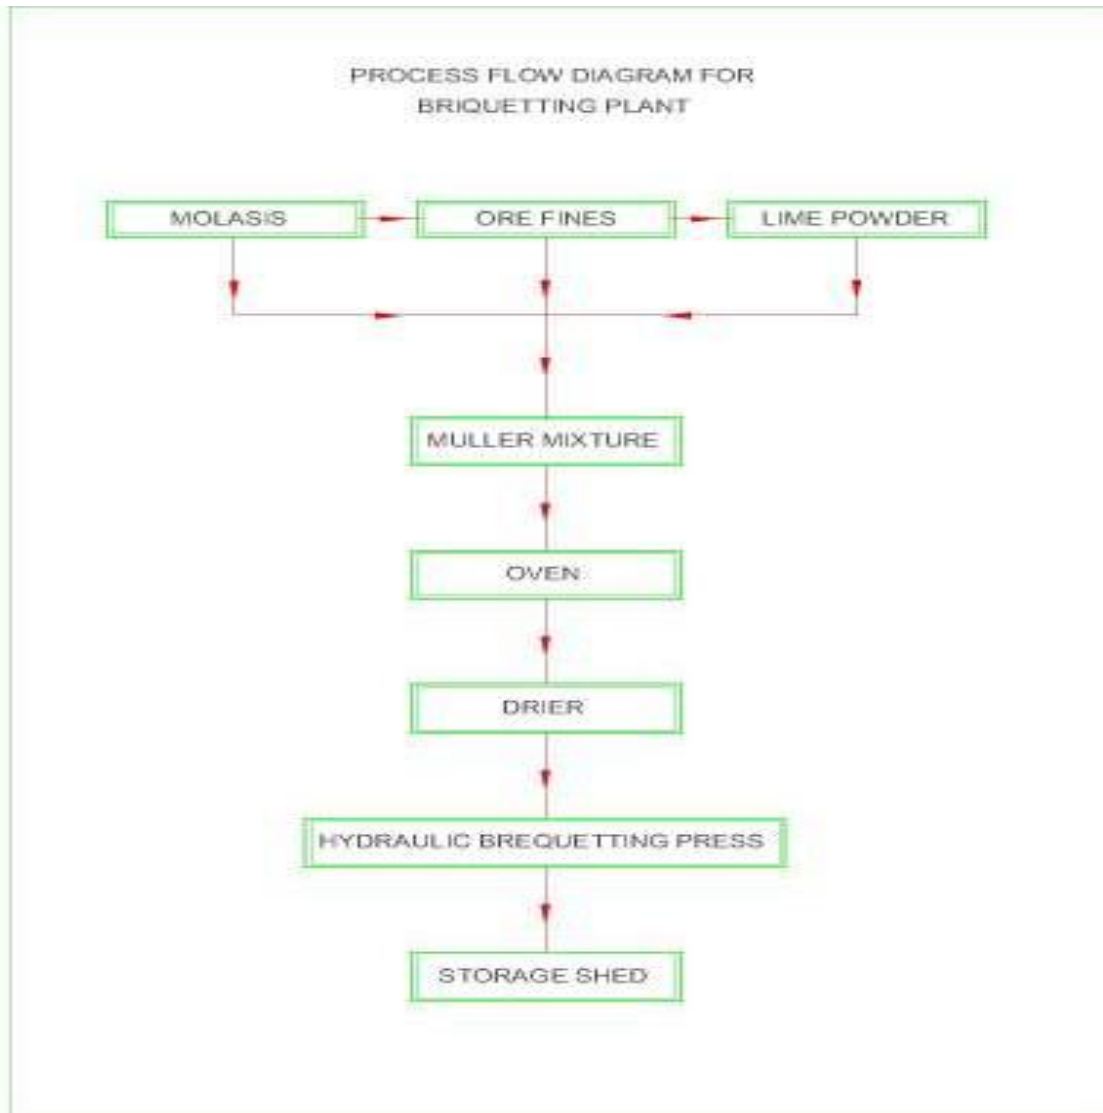 PROCESS FLOW DIAGRAM FOR
BRIQUETTING PLANT
MOLASIS
ORE FINES
LIME POWDER
MULLER MIXTURE
OVEN
DRIER
HYDRAULIC BREQUETTING PRESS
STORAGE SHED